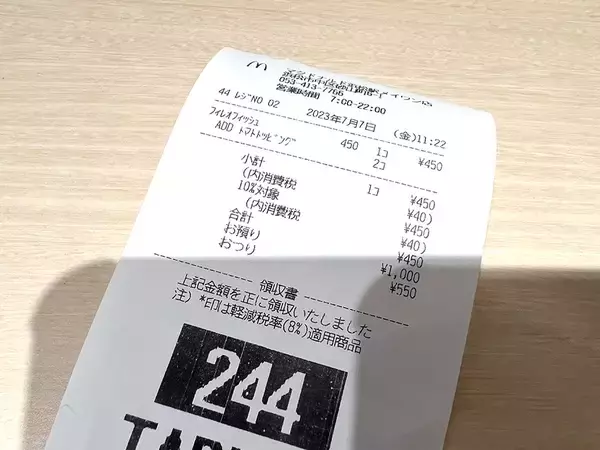 053-413-7766
営業時間 7:00-22:00
44 レジNO 02 2023年7月7日 (金)11:22
フィレオフィッシュ 450 1コ ¥450
ADD トマトトッピング 2コ
小計 1コ ¥450
(内消費税 ¥40)
10%対象 ¥450
(内消費税 ¥40)
合計 ¥450
お預り ¥1,000
おつり ¥550
領収書
上記金額を正に領収いたしました
注) *印は軽減税率(8%)適用商品
244